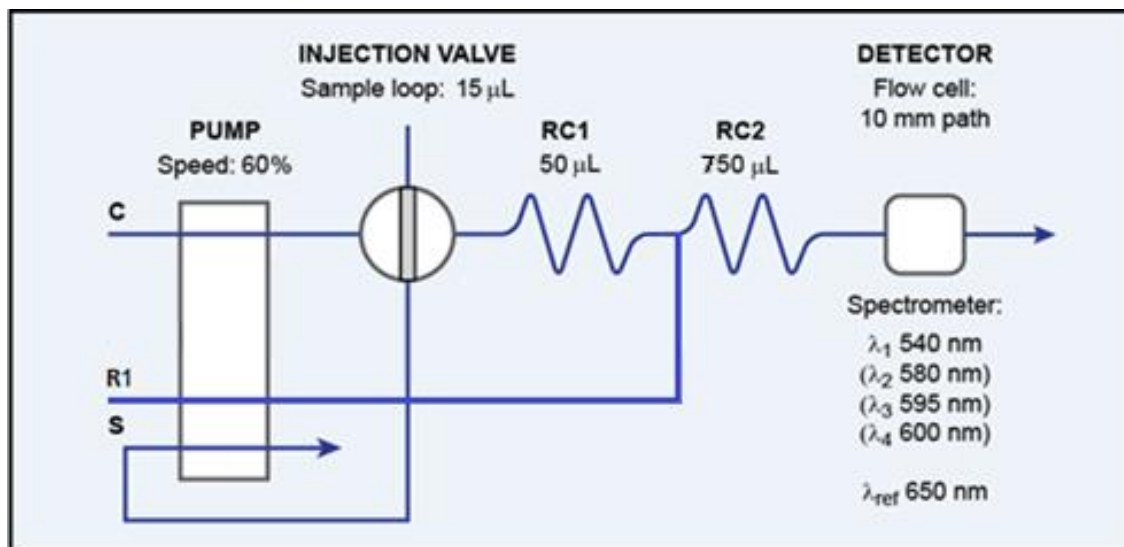 INJECTION VALVE
Sample loop: 15 μL
DETECTOR
Flow cell:
10 mm path
PUMP
Speed: 60%
RC1
50 μL
RC2
750 μL
C
R1
S
Spectrometer:
λ1 540 nm
(λ2 580 nm)
(λ3 595 nm)
(λ4 600 nm)
λref 650 nm